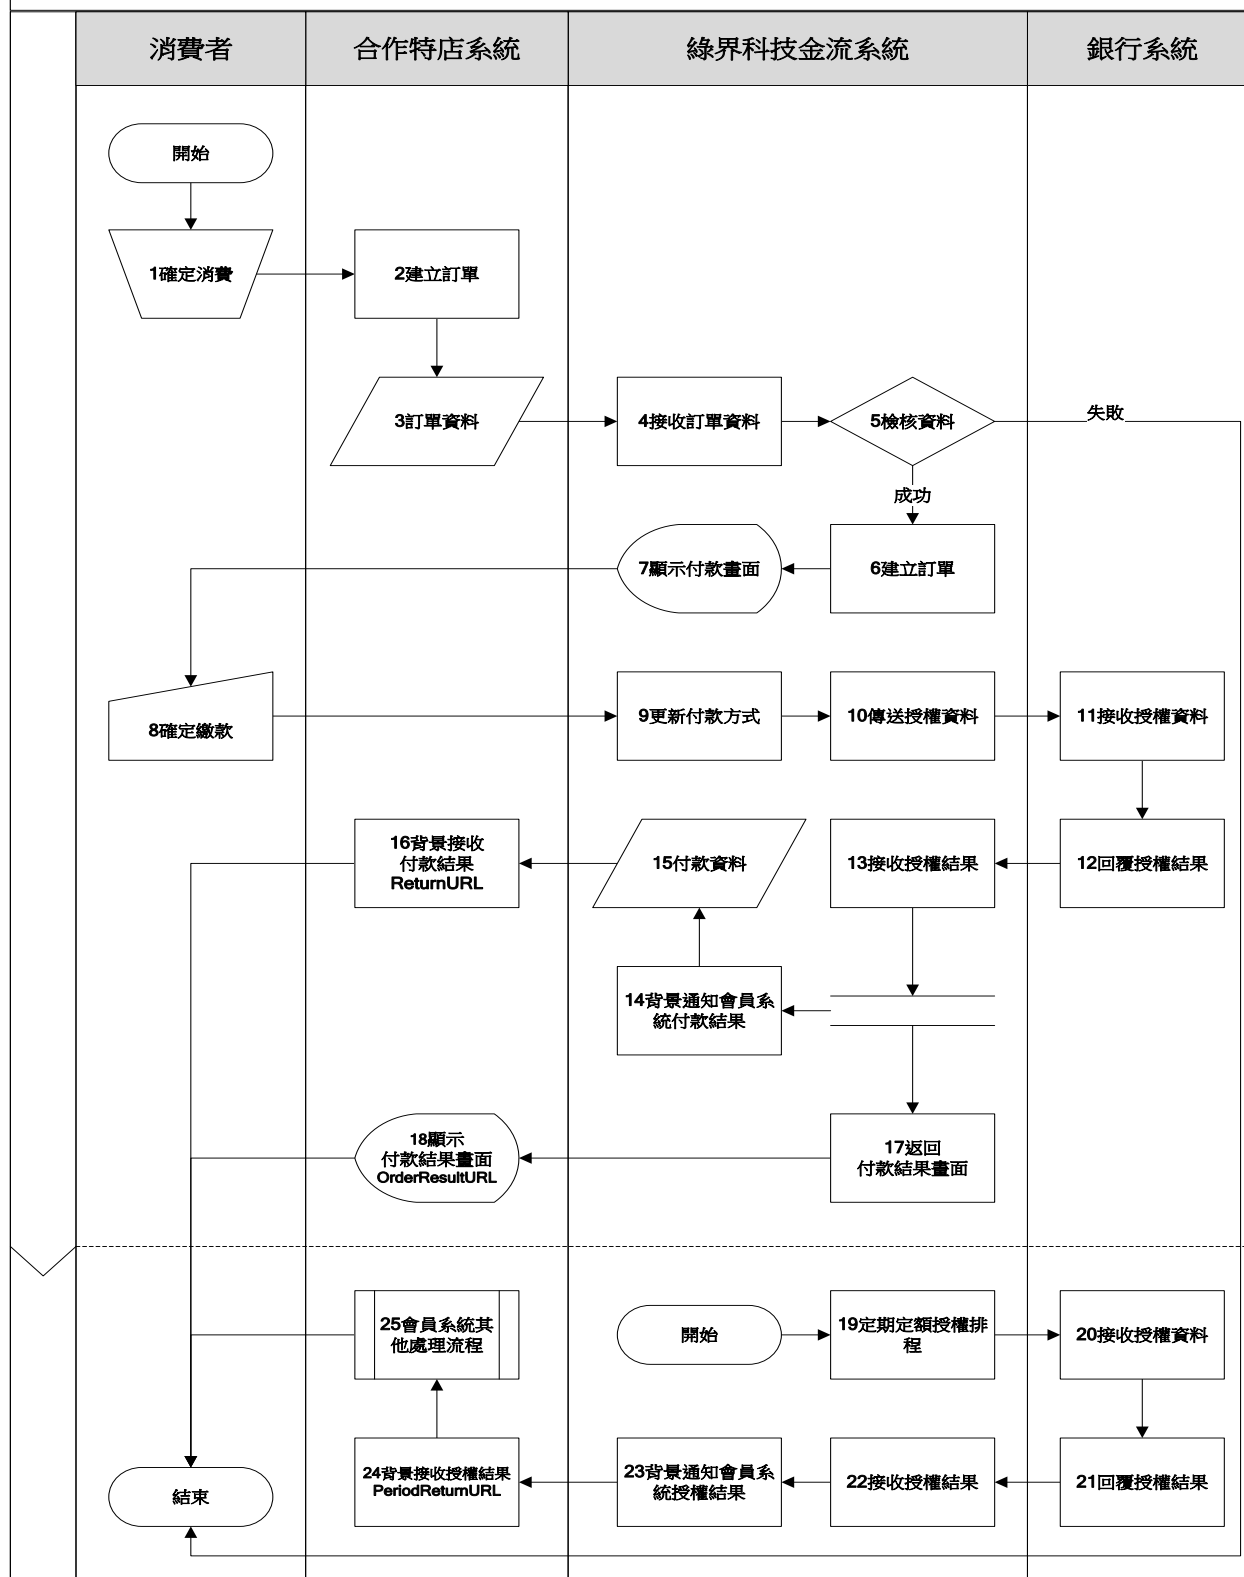 消費者
合作特店系統
綠界科技金流系統
銀行系統
開始
1確定消費
2建立訂單
3訂單資料
4接收訂單資料
5檢核資料
失敗
成功
7顯示付款畫面
6建立訂單
8確定繳款
9更新付款方式
10傳送授權資料
11接收授權資料
16背景接收
付款結果
ReturnURL
15付款資料
13接收授權結果
12回覆授權結果
14背景通知會員系
統付款結果
18顯示
付款結果畫面
OrderResultURL
17返回
付款結果畫面
25會員系統其
他處理流程
開始
19定期定額授權排
程
20接收授權資料
結束
24背景接收授權結果
PeriodReturnURL
23背景通知會員系
統授權結果
22接收授權結果
21回覆授權結果